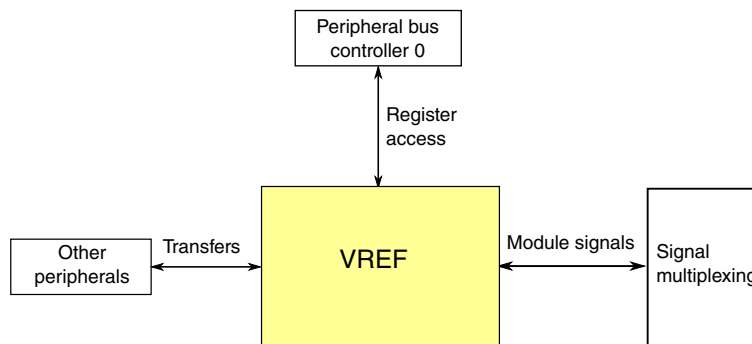 Peripheral bus
controller 0
Register
access
Other
peripherals
Transfers
VREF
Module signals
Signal
multiplexing